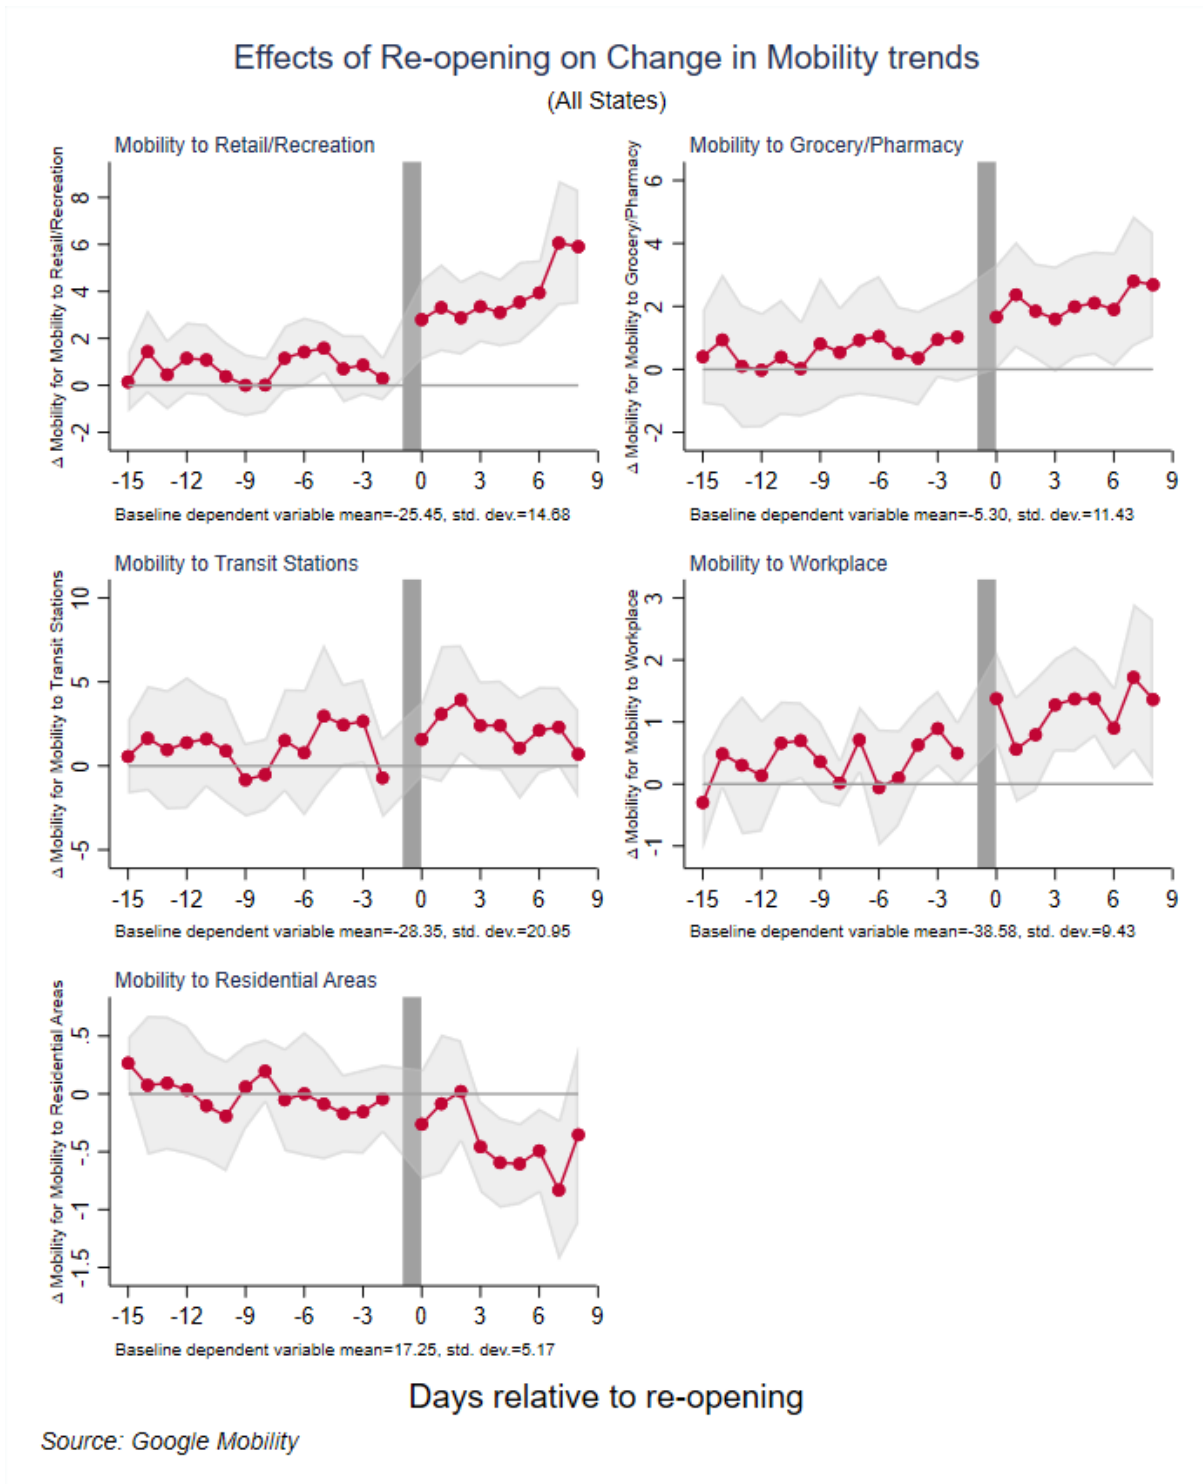 Effects of Re-opening on Change in Mobility trends
(All States)
Mobility to Retail/Recreation
Δ Mobility for Mobility to Retail/Recreation
8
6
4
2
0
-2
-15 -12 -9 -6 -3 0 3 6 9
Baseline dependent variable mean=-25.45, std. dev.=14.68
Mobility to Grocery/Pharmacy
Δ Mobility for Mobility to Grocery/Pharmacy
6
4
2
0
-2
-15 -12 -9 -6 -3 0 3 6 9
Baseline dependent variable mean=-5.30, std. dev.=11.43
Mobility to Transit Stations
Δ Mobility for Mobility to Transit Stations
10
5
0
-5
-15 -12 -9 -6 -3 0 3 6 9
Baseline dependent variable mean=-28.35, std. dev.=20.95
Mobility to Workplace
Δ Mobility for Mobility to Workplace
3
2
1
0
-1
-15 -12 -9 -6 -3 0 3 6 9
Baseline dependent variable mean=-38.58, std. dev.=9.43
Mobility to Residential Areas
Δ Mobility for Mobility to Residential Areas
.5
0
-.5
-1
-1.5
-15 -12 -9 -6 -3 0 3 6 9
Baseline dependent variable mean=17.25, std. dev.=5.17
Days relative to re-opening
Source: Google Mobility